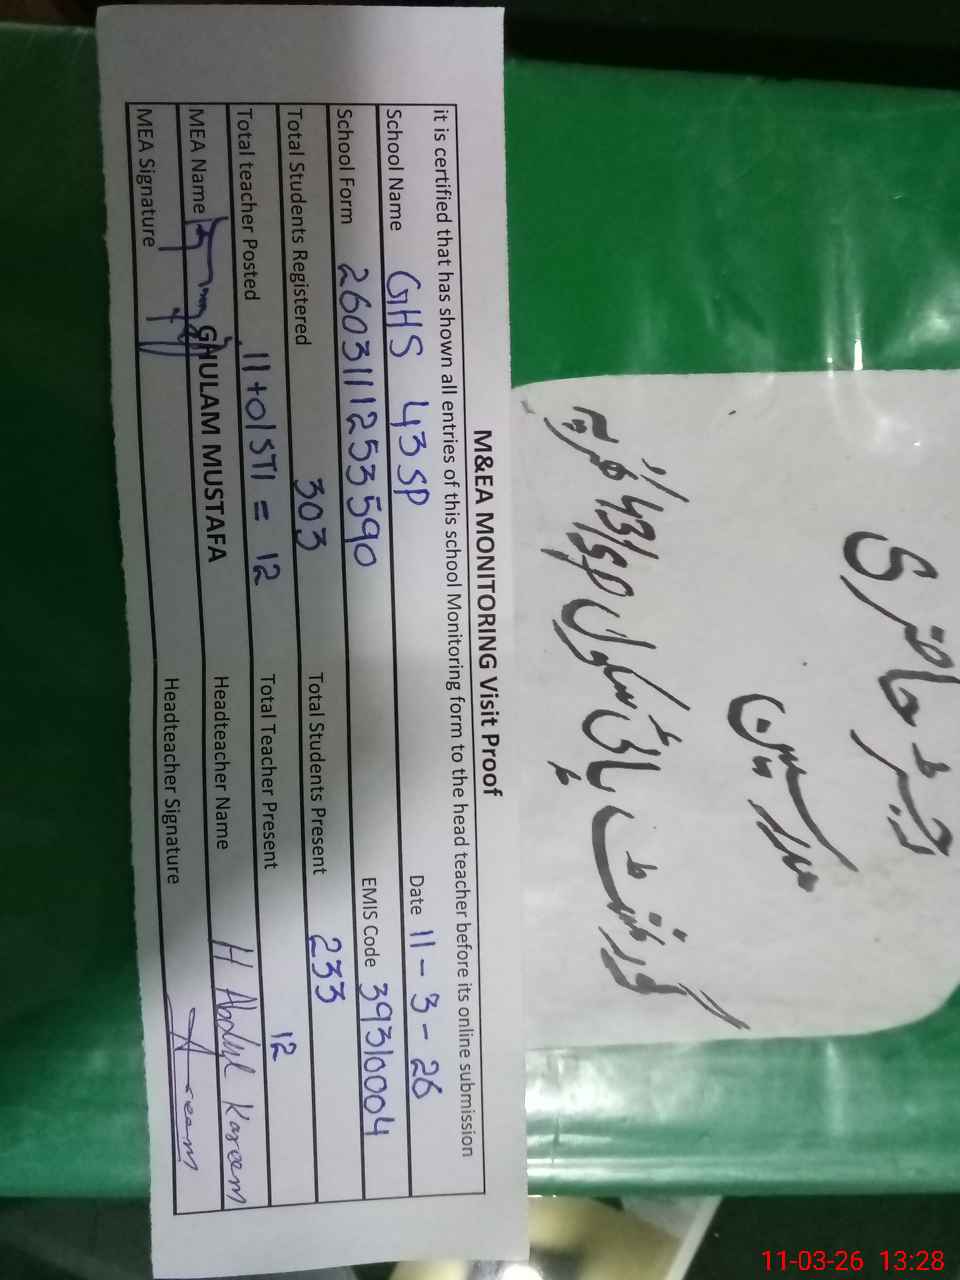 رجسٹر حاضری
مدرسین
گورنمنٹ ہائی سکول 43/SP
M&EA MONITORING Visit Proof
it is certified that has shown all entries of this school Monitoring form to the head teacher before its online submission
School Name GHS 43 SP Date 11-3-26
School Form 2603111253590 EMIS Code 39310004
Total Students Registered 303 Total Students Present 233
Total teacher Posted 11+01STI = 12 Total Teacher Present 12
MEA Name GHULAM MUSTAFA Headteacher Name H Abdul Kareem
MEA Signature Headteacher Signature
11-03-26 13:28